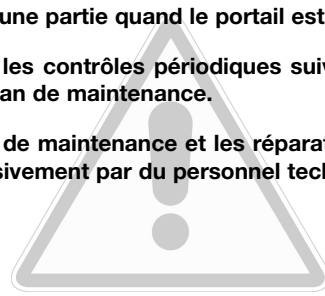 une partie quand le portail est
les contrôles périodiques suiv
an de maintenance.
de maintenance et les réparat
sivement par du personnel tech